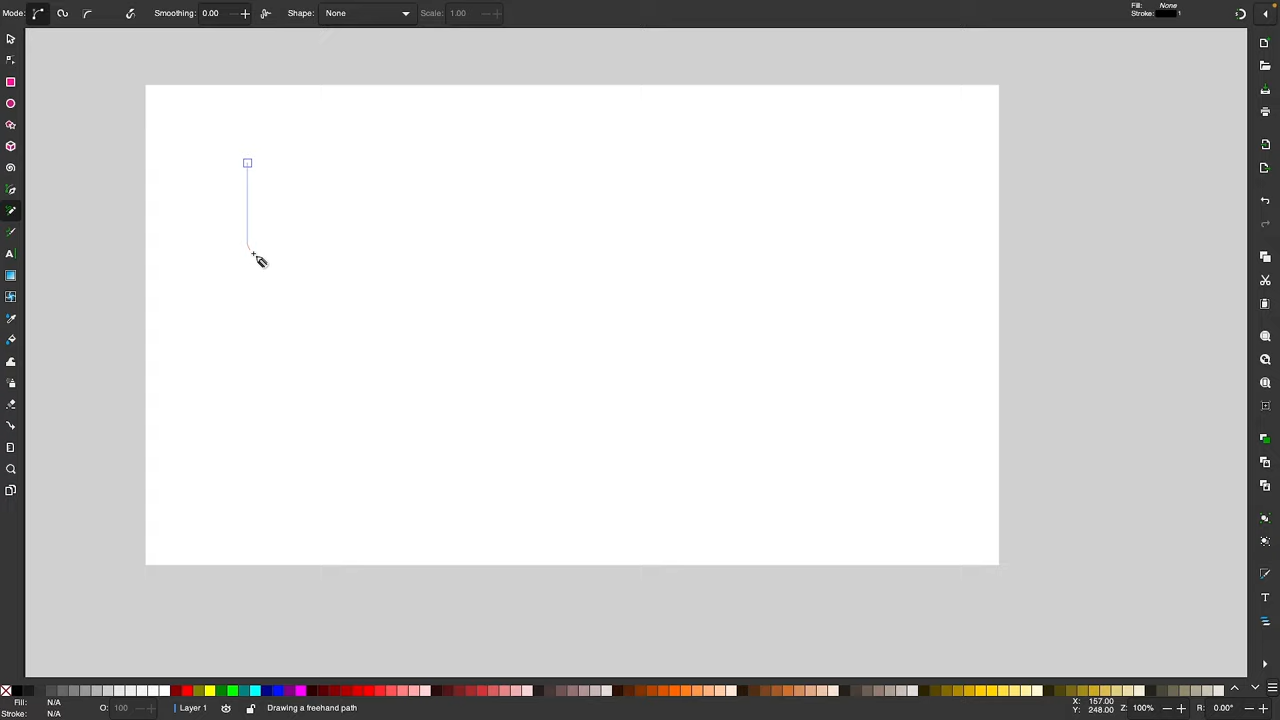 Mode:
Smoothing: 0.00
Shape: None
Scale: 1.00
Fill: None
Stroke: 1
A
T
Fill: N/A
Stroke: N/A
O: 100
Layer 1
Drawing a freehand path
X: 157.00
Y: 248.00
Z: 100%
R: 0.00°